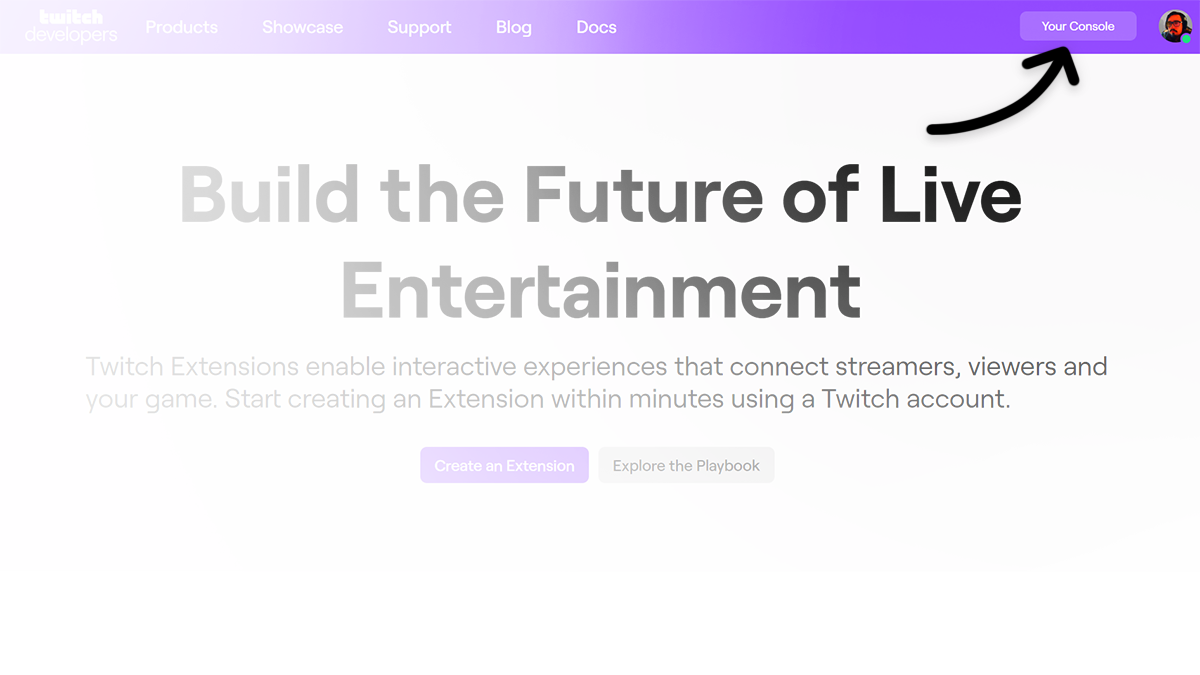 twitch
developers
Products Showcase Support Blog Docs Your Console
Build the Future of Live
Entertainment
Twitch Extensions enable interactive experiences that connect streamers, viewers and
your game. Start creating an Extension within minutes using a Twitch account.
Create an Extension Explore the Playbook